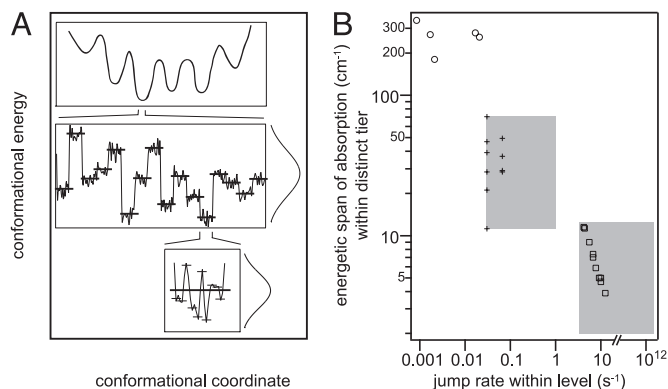 A
conformational energy
conformational coordinate
B
energetic span of absorption (cm⁻¹)
within distinct tier
300
200
100
50
10
5
0.001
0.01
0.1
10
10¹²
jump rate within level (s⁻¹)